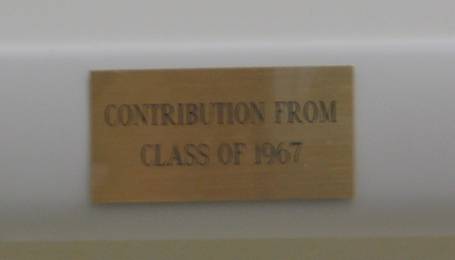 CONTRIBUTION FROM
CLASS OF 1967